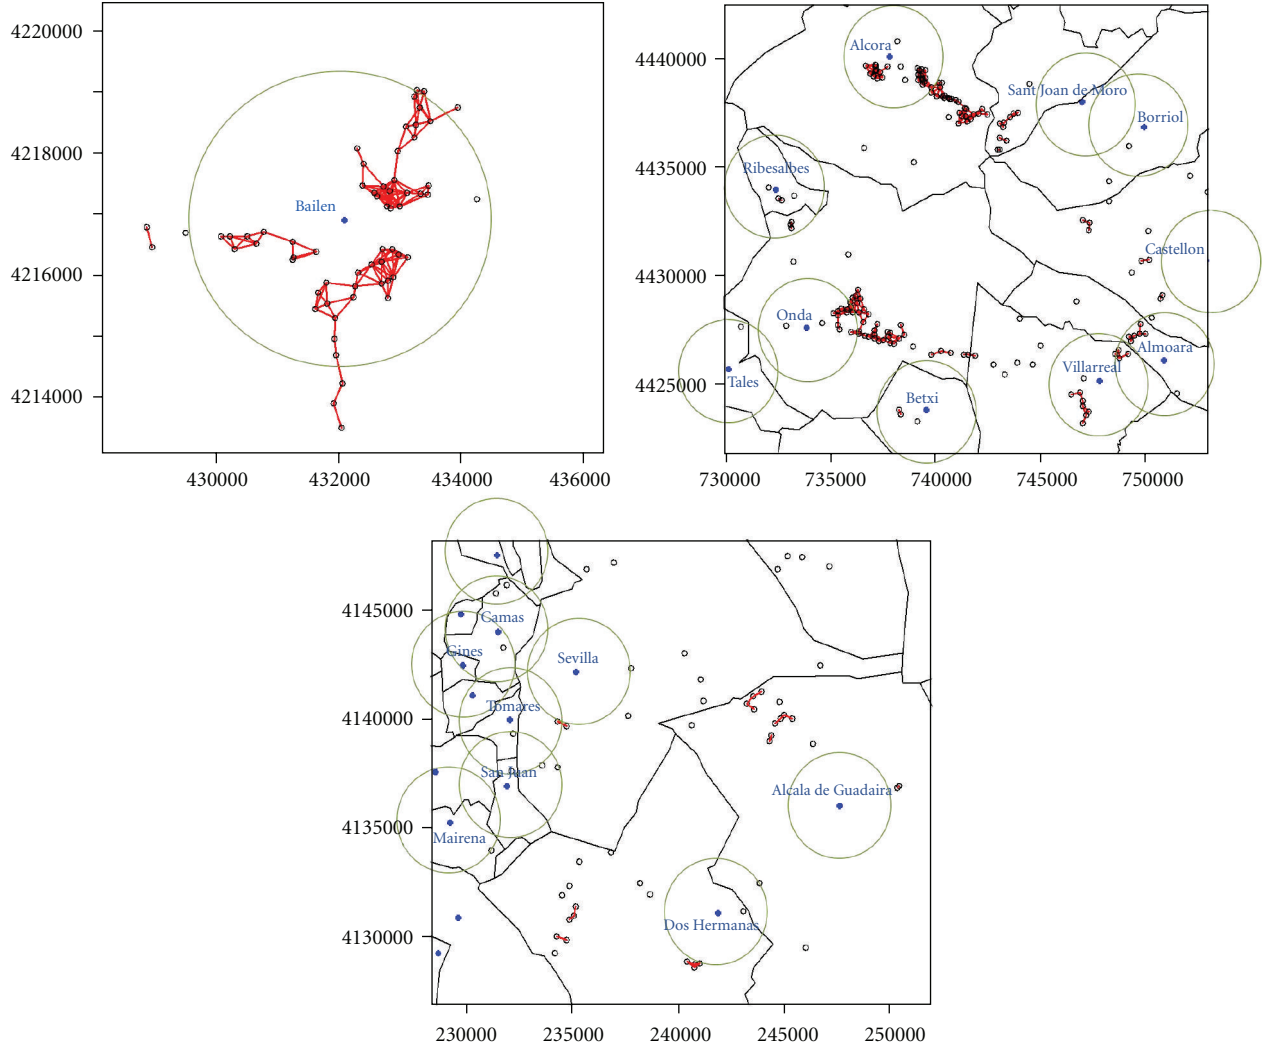 4220000
4218000
4216000
4214000
Bailen
430000
432000
434000
436000
4440000
4435000
4430000
4425000
Alcora
Sant Joan de Moro
Borriol
Ribesalbes
Castellon
Onda
Almoara
Villarreal
Tales
Betxi
730000
735000
740000
745000
750000
4145000
4140000
4135000
4130000
Camas
Gines
Sevilla
Tomares
San Juan
Alcala de Guadaira
Mairena
Dos Hermanas
230000
235000
240000
245000
250000